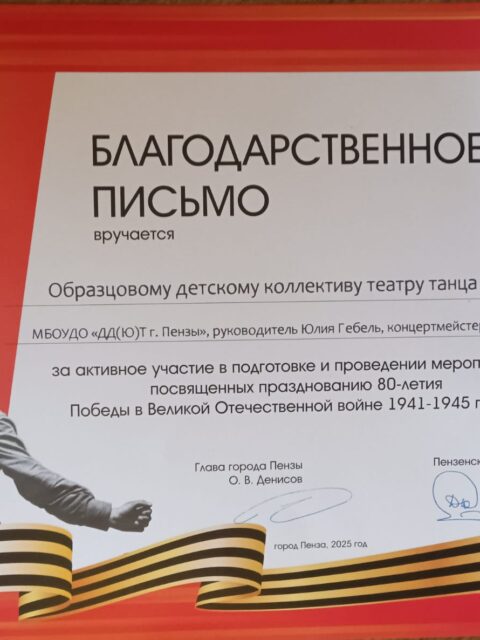 БЛАГОДАРСТВЕННОЕ
ПИСЬМО
вручается
Образцовому детскому коллективу театру танца
МБОУДО «ДД(Ю)Т г. Пензы», руководитель Юлия Гебель, концертмейстер
за активное участие в подготовке и проведении мероп
посвященных празднованию 80-летия
Победы в Великой Отечественной войне 1941-1945 г
Глава города Пензы
О. В. Денисов
Пензенск
город Пенза, 2025 год